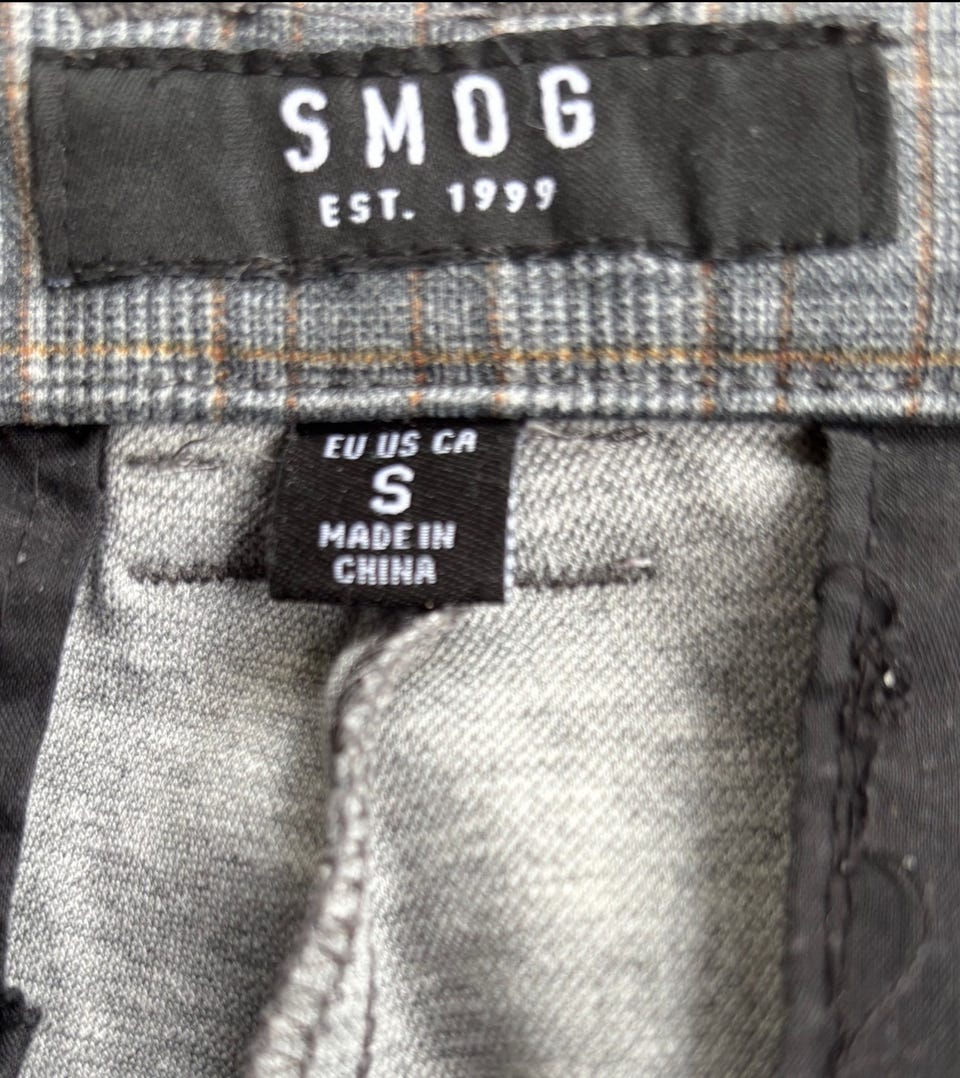 SMOG
EST. 1999
EU US CA
S
MADE IN
CHINA